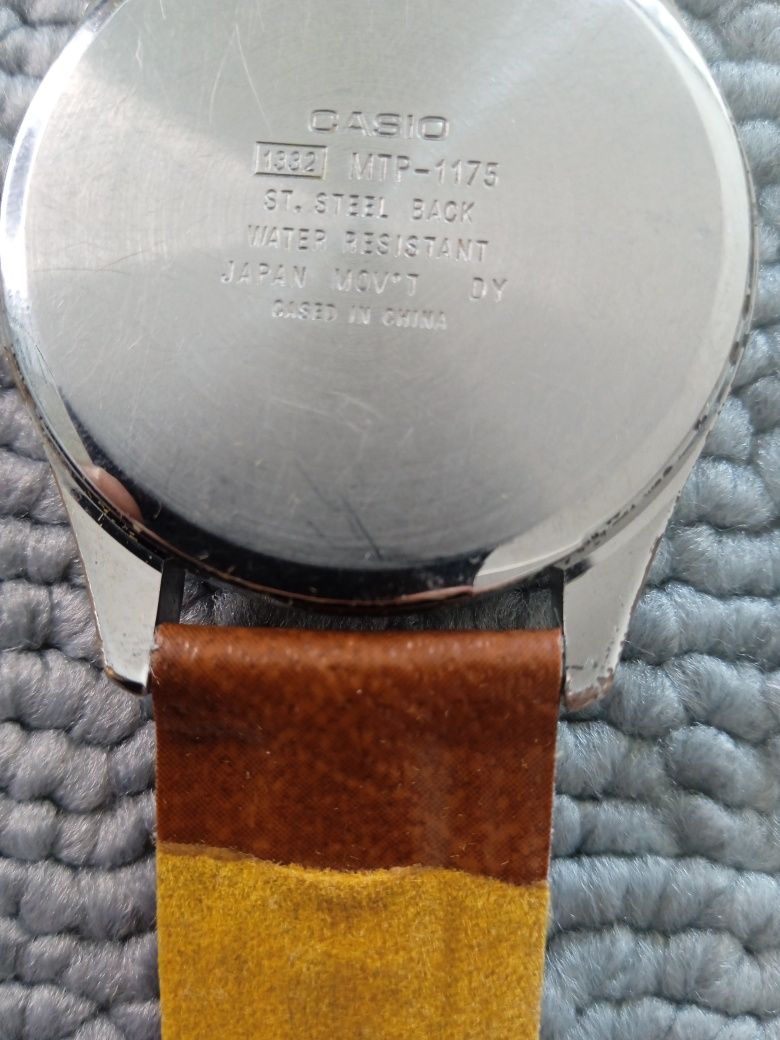 CASIO
1332 MTP-1175
ST. STEEL BACK
WATER RESISTANT
JAPAN MOV'T DY
CASED IN CHINA